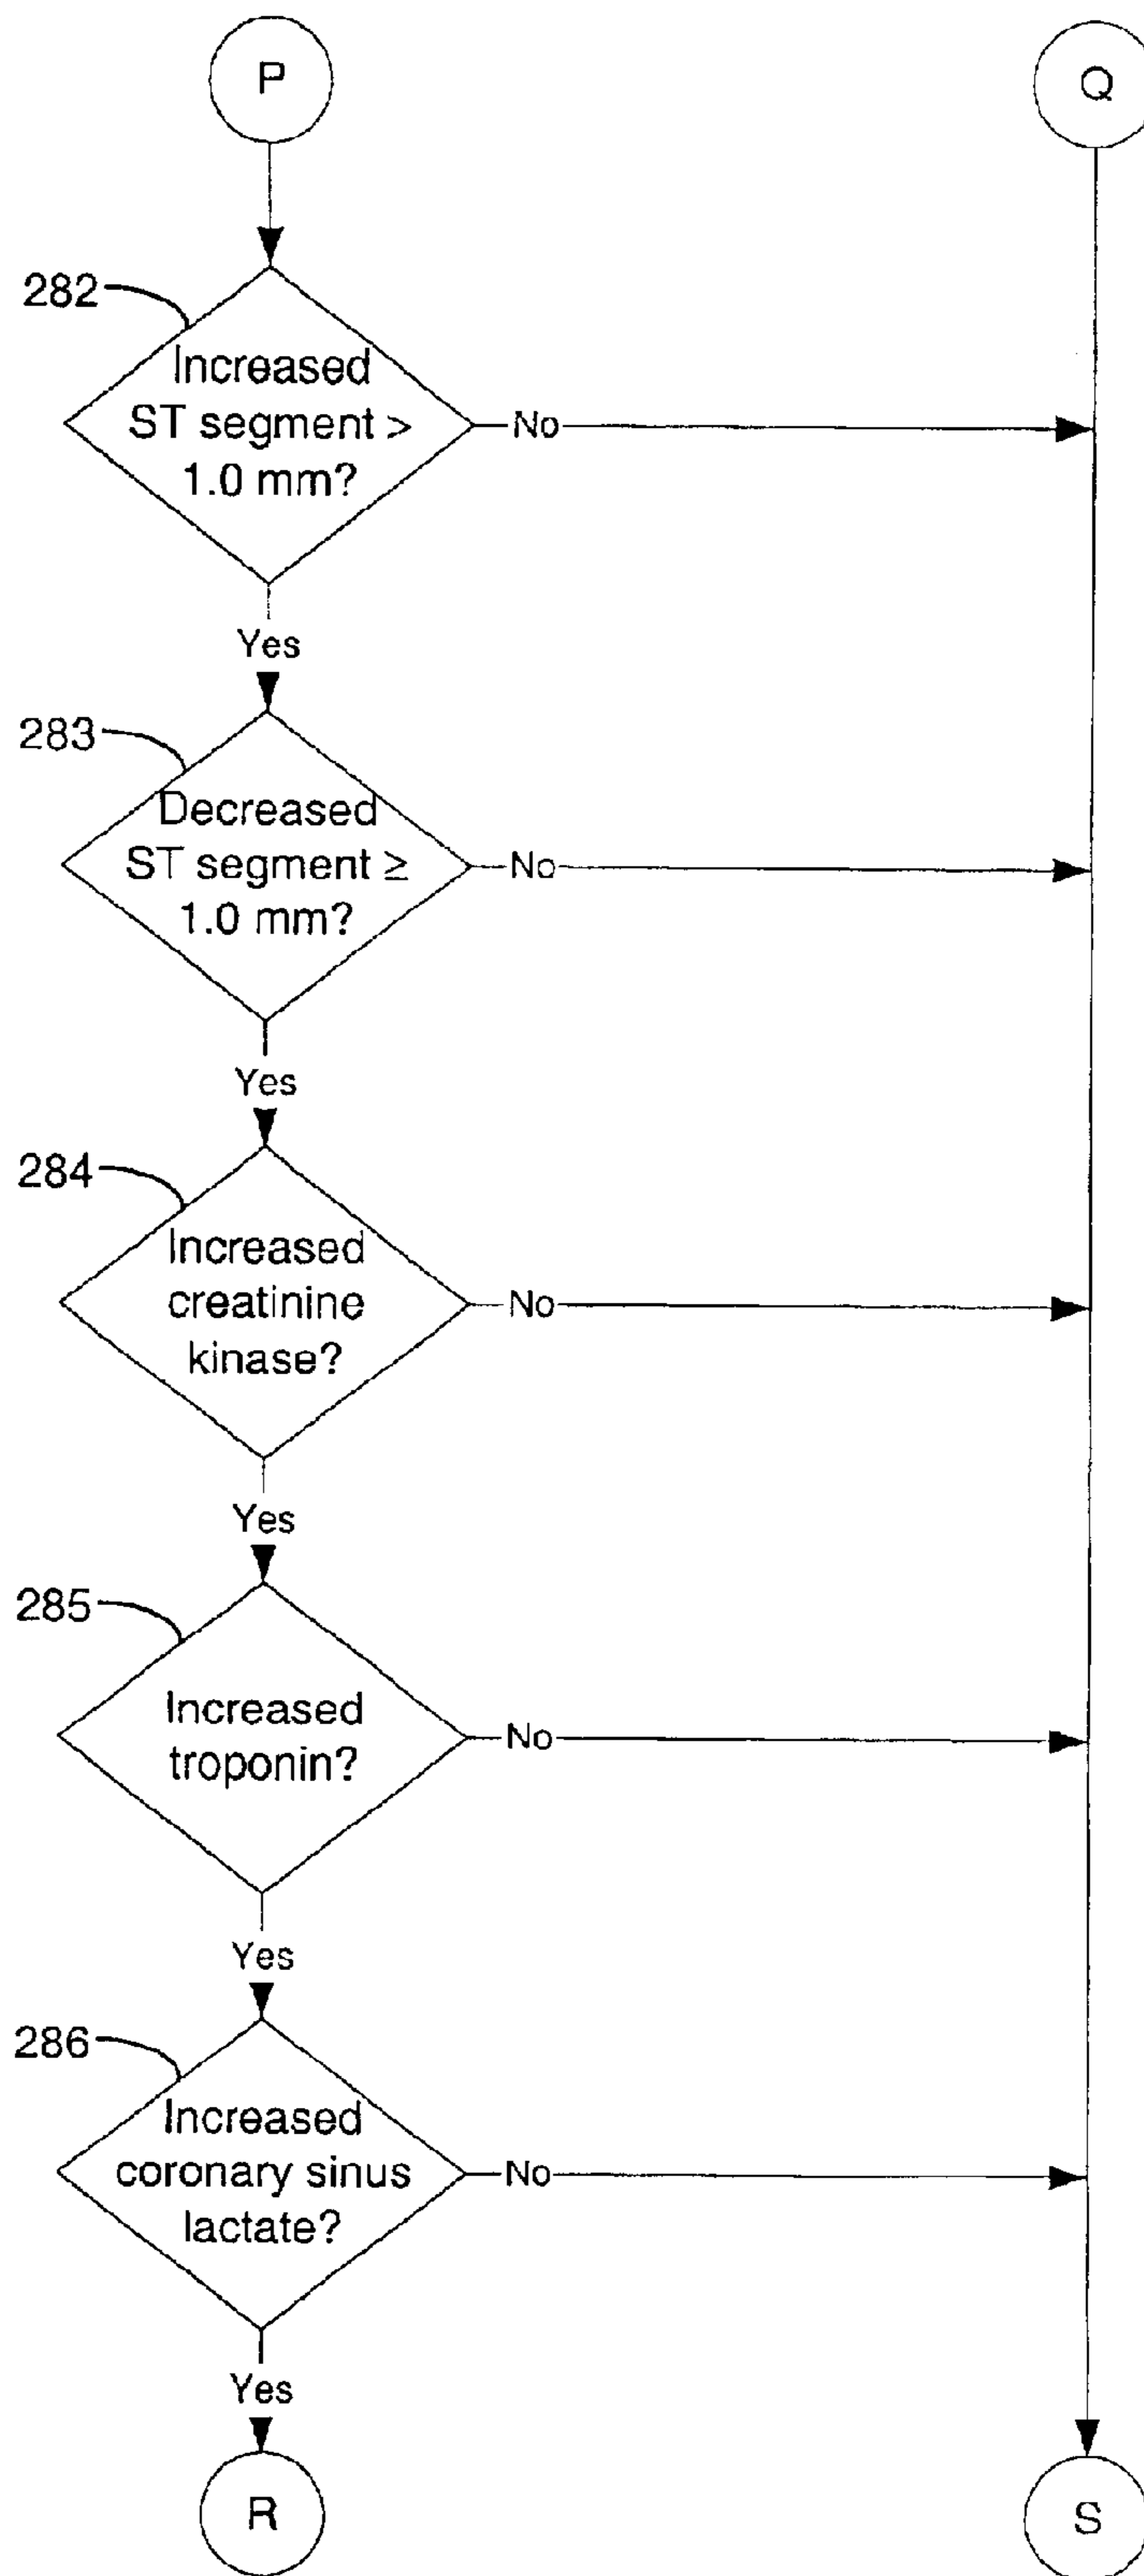 P
Q
282
Increased
ST segment >
1.0 mm?
No
Yes
283
Decreased
ST segment ≥
1.0 mm?
No
Yes
284
Increased
creatinine
kinase?
No
Yes
285
Increased
troponin?
No
Yes
286
Increased
coronary sinus
lactate?
No
Yes
R
S